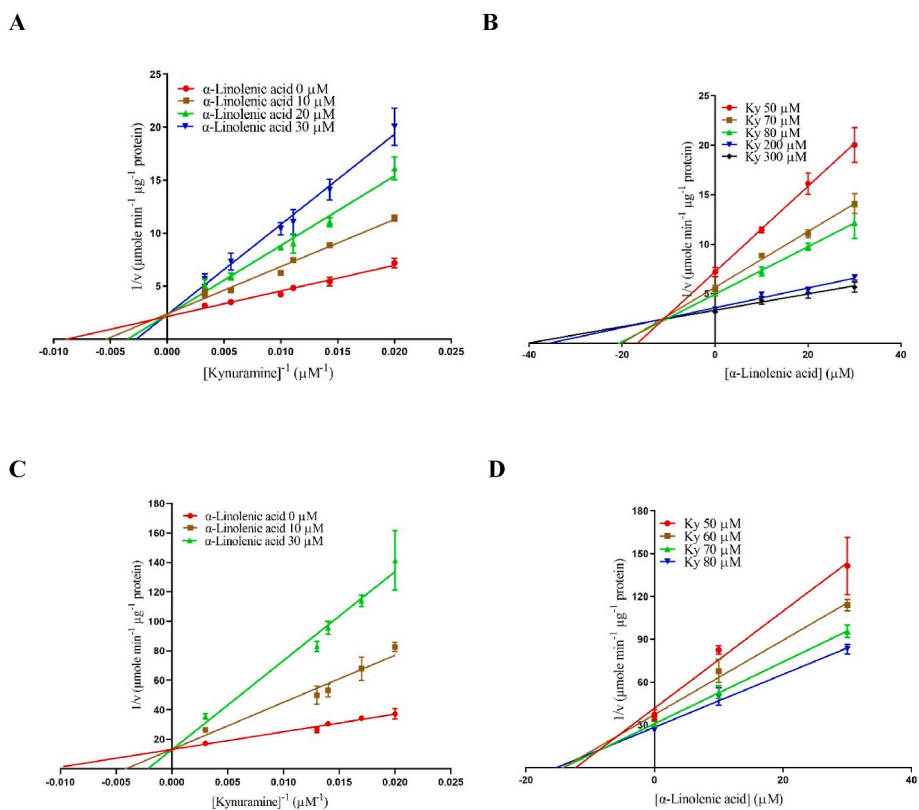 A
α-Linolenic acid 0 μM
α-Linolenic acid 10 μM
α-Linolenic acid 20 μM
α-Linolenic acid 30 μM
1/v (μmole min-1 μg-1 protein)
25
20
15
10
5
-0.010 -0.005 0.000 0.005 0.010 0.015 0.020 0.025
[Kynuramine]-1 (μM-1)
B
Ky 50 μM
Ky 70 μM
Ky 80 μM
Ky 200 μM
Ky 300 μM
1/v (μmole min-1 μg-1 protein)
25
20
15
10
5
-40 -20 0 20 40
[α-Linolenic acid] (μM)
C
α-Linolenic acid 0 μM
α-Linolenic acid 10 μM
α-Linolenic acid 30 μM
1/v (μmole min-1 μg-1 protein)
180
160
140
120
100
80
60
40
20
-0.010 -0.005 0.000 0.005 0.010 0.015 0.020 0.025
[Kynuramine]-1 (μM-1)
D
Ky 50 μM
Ky 60 μM
Ky 70 μM
Ky 80 μM
1/v (μmole min-1 μg-1 protein)
180
150
120
90
60
30
-40 -20 0 20 40
[α-Linolenic acid] (μM)